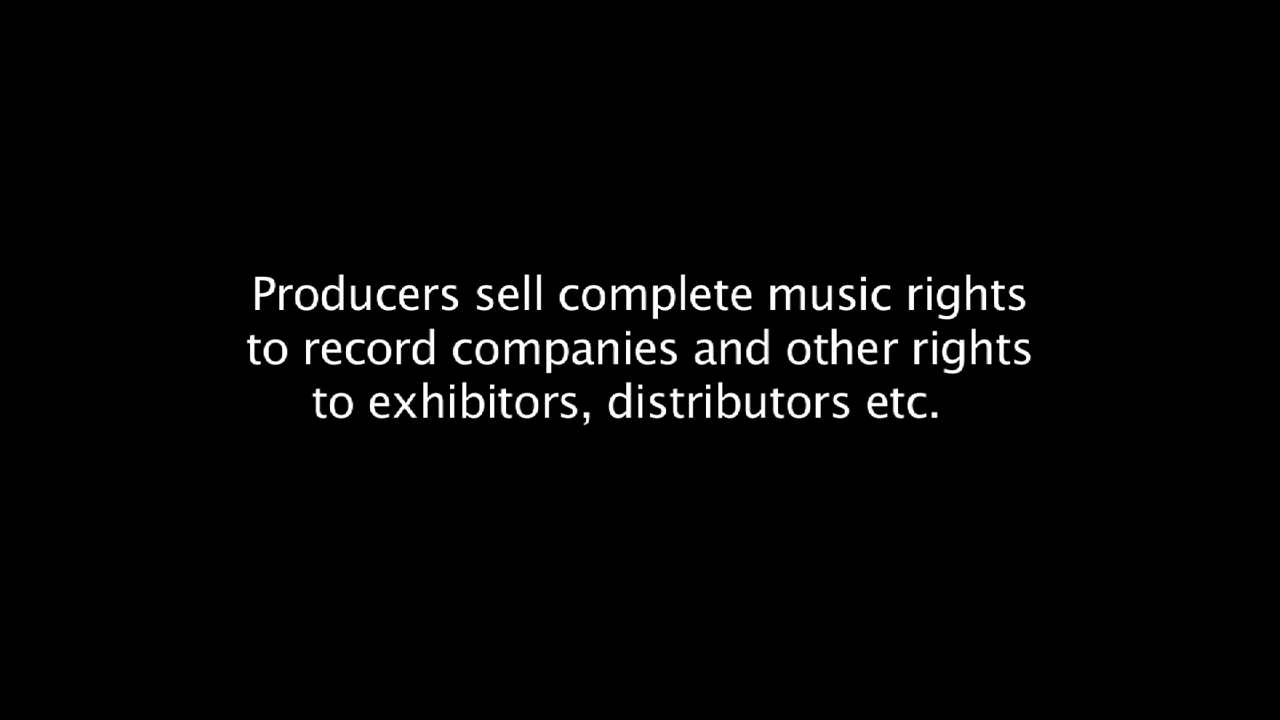 Producers sell complete music rights
to record companies and other rights
to exhibitors, distributors etc.